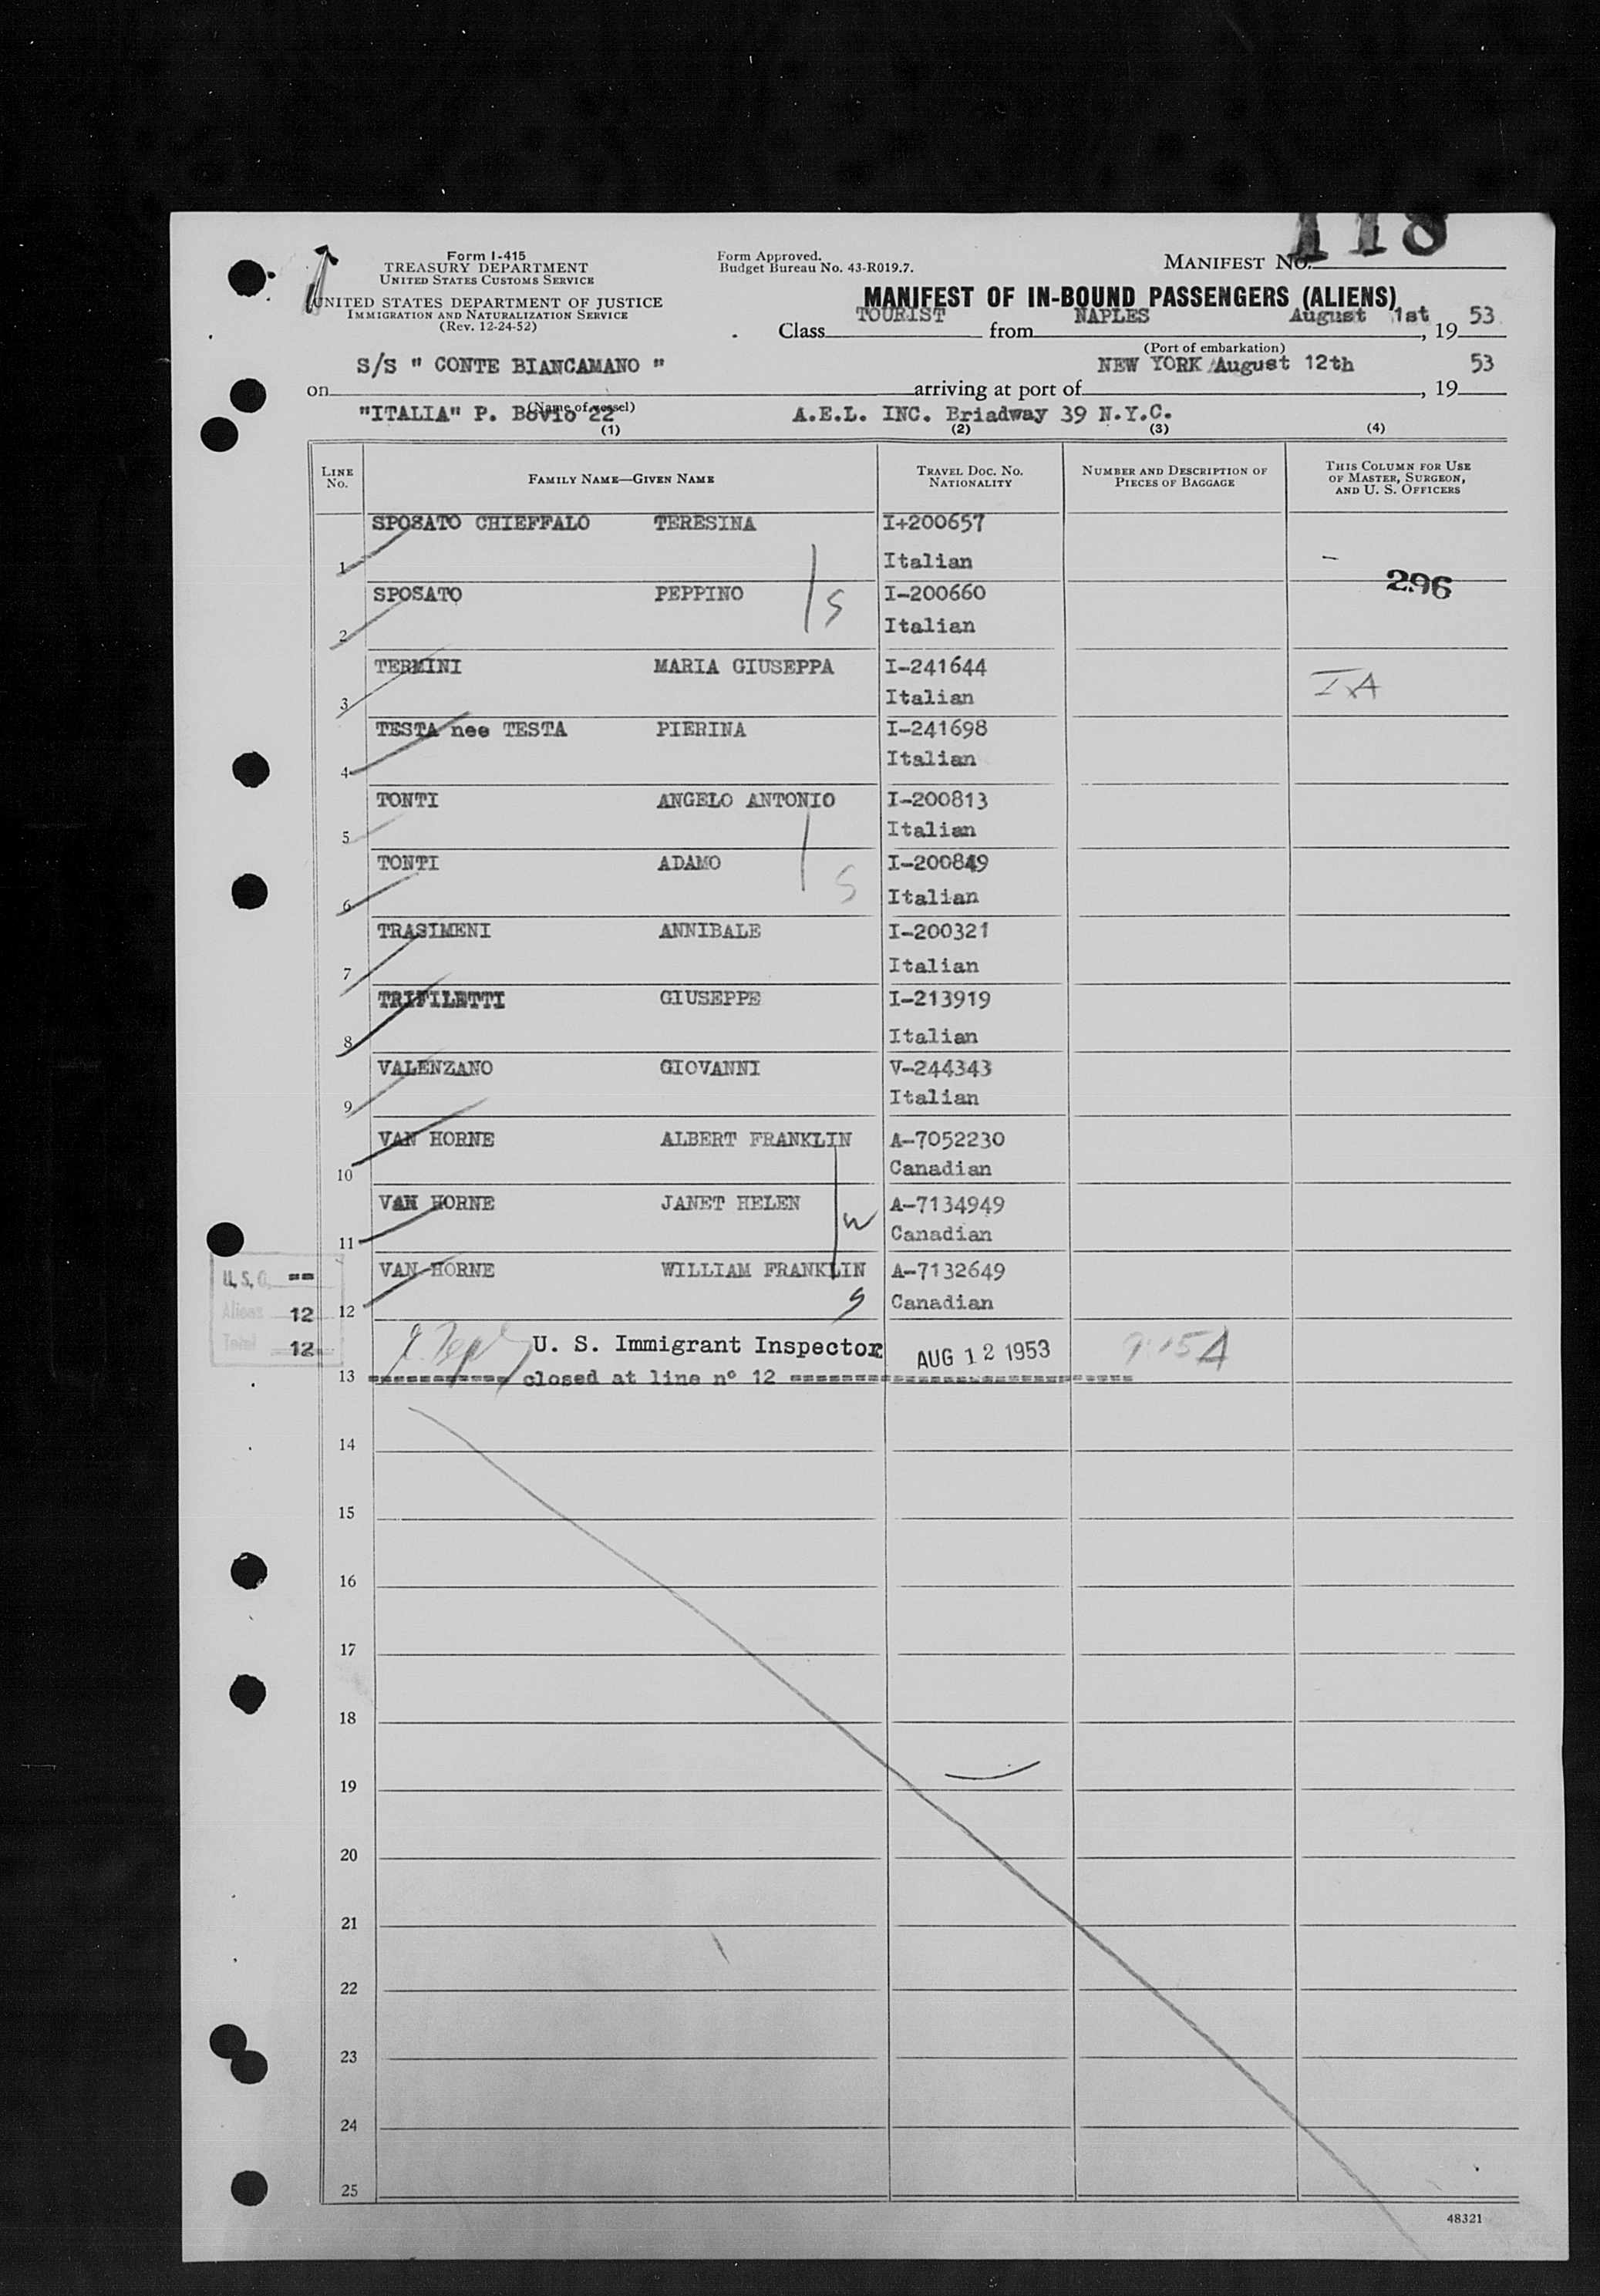 118
Form I-415
TREASURY DEPARTMENT
UNITED STATES CUSTOMS SERVICE
UNITED STATES DEPARTMENT OF JUSTICE
IMMIGRATION AND NATURALIZATION SERVICE
(Rev. 12-24-52)
Form Approved.
Budget Bureau No. 43-R019.7.
MANIFEST NO.
MANIFEST OF IN-BOUND PASSENGERS (ALIENS)
Class TOURIST from NAPLES August 1st, 19 53
(Port of embarkation)
on S/S " CONTE BIANCAMANO " arriving at port of NEW YORK August 12th, 19 53
(Name of vessel)
"ITALIA" P. Bovio 22 A.E.L. INC. Briadway 39 N.Y.C.
(1) (2) (3) (4)
LINE NO. FAMILY NAME—GIVEN NAME TRAVEL DOC. NO. NATIONALITY NUMBER AND DESCRIPTION OF PIECES OF BAGGAGE THIS COLUMN FOR USE OF MASTER, SURGEON, AND U. S. OFFICERS
1 SPOSATO CHIEFFALO TERESINA I+200657
Italian
296
2 SPOSATO PEPPINO S I-200660
Italian
3 TERMINI MARIA GIUSEPPA I-241644
Italian
4 TESTA nee TESTA PIERINA I-241698
Italian
5 TONTI ANGELO ANTONIO I-200813
Italian
6 TONTI ADAMO S I-200849
Italian
7 TRASIMENI ANNIBALE I-200321
Italian
8 TRIFILETTI GIUSEPPE I-213919
Italian
9 VALENZANO GIOVANNI V-244343
Italian
10 VAN HORNE ALBERT FRANKLIN A-7052230
Canadian
11 VAN HORNE JANET HELEN W A-7134949
Canadian
12 VAN HORNE WILLIAM FRANKLIN S A-7132649
Canadian
U. S. C. --
Aliens 12
Total 12
U. S. Immigrant Inspector AUG 12 1953
13 ----------- closed at line n° 12 ---------------------------
14
15
16
17
18
19
20
21
22
23
24
25
48321